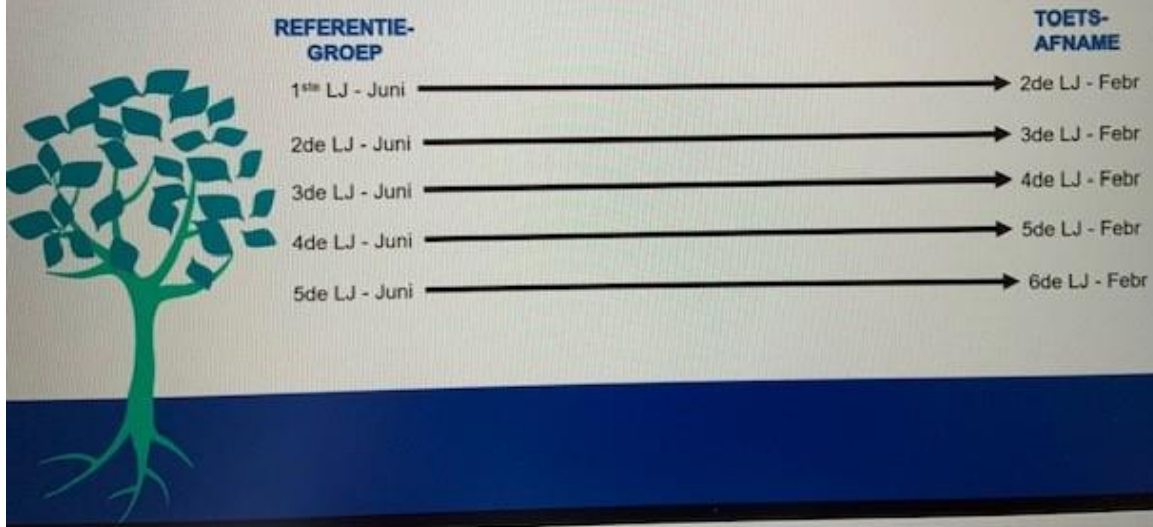 REFERENTIE-
GROEP
TOETS-
AFNAME
1ste LJ - Juni
2de LJ - Febr
2de LJ - Juni
3de LJ - Febr
3de LJ - Juni
4de LJ - Febr
4de LJ - Juni
5de LJ - Febr
5de LJ - Juni
6de LJ - Febr